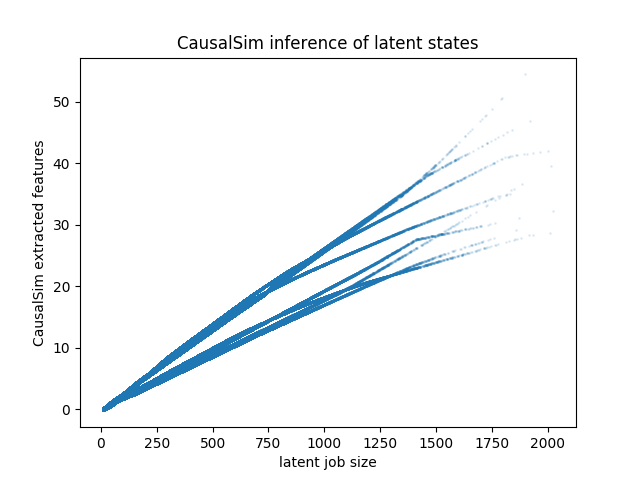 CausalSim inference of latent states
50
40
30
20
10
0
CausalSim extracted features
0 250 500 750 1000 1250 1500 1750 2000
latent job size